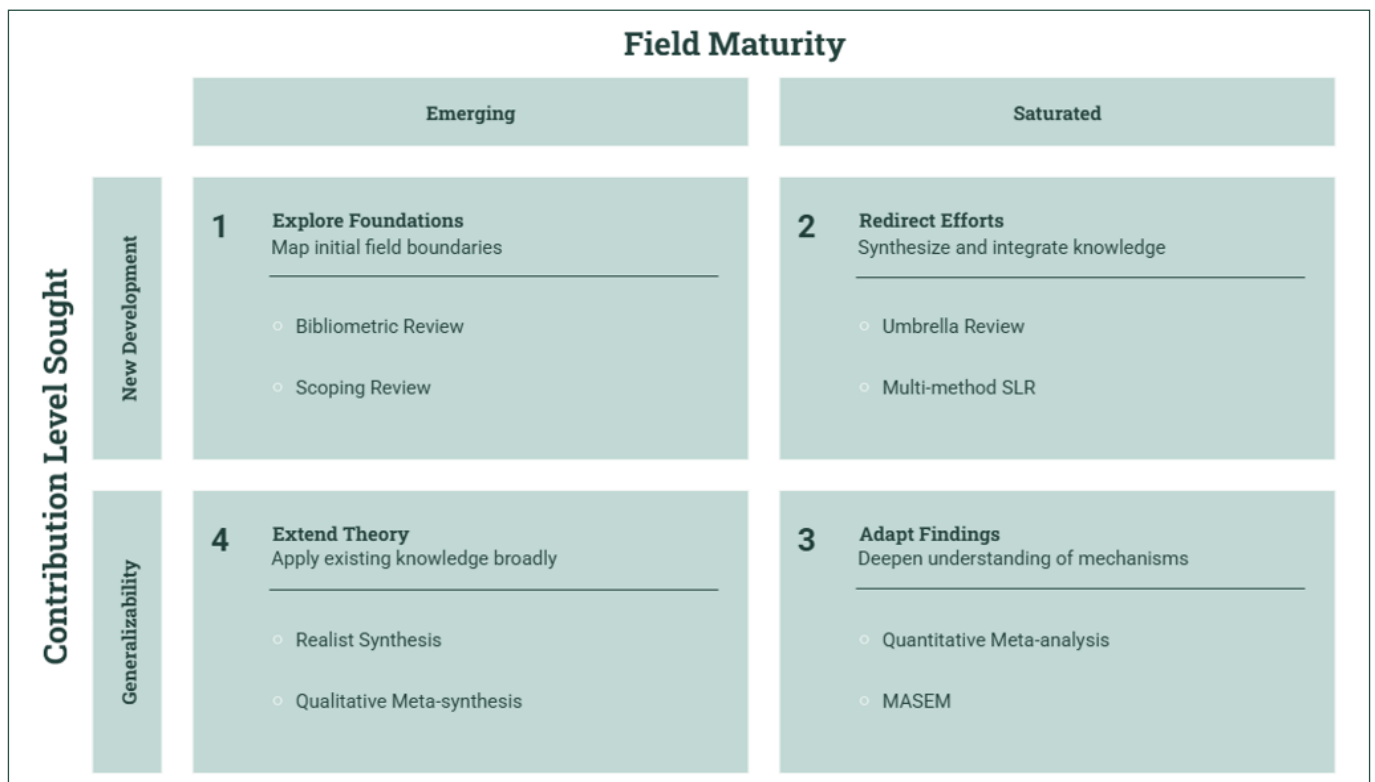 Field Maturity
Emerging
Saturated
Contribution Level Sought
New Development
1
Explore Foundations
Map initial field boundaries
Bibliometric Review
Scoping Review
2
Redirect Efforts
Synthesize and integrate knowledge
Umbrella Review
Multi-method SLR
Generalizability
4
Extend Theory
Apply existing knowledge broadly
Realist Synthesis
Qualitative Meta-synthesis
3
Adapt Findings
Deepen understanding of mechanisms
Quantitative Meta-analysis
MASEM